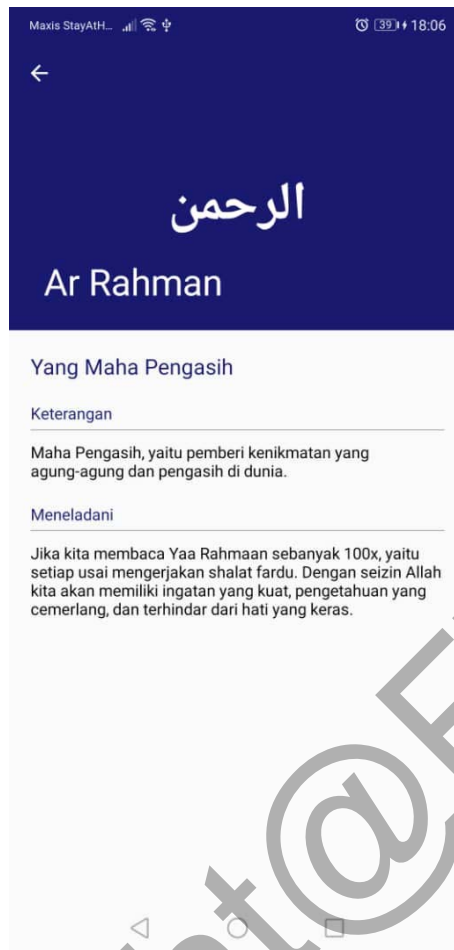 Maxis StayAtH... 39 18:06
الرحمن
Ar Rahman
Yang Maha Pengasih
Keterangan
Maha Pengasih, yaitu pemberi kenikmatan yang
agung-agung dan pengasih di dunia.
Meneladani
Jika kita membaca Yaa Rahmaan sebanyak 100x, yaitu
setiap usai mengerjakan shalat fardu. Dengan seizin Allah
kita akan memiliki ingatan yang kuat, pengetahuan yang
cemerlang, dan terhindar dari hati yang keras.
t@F